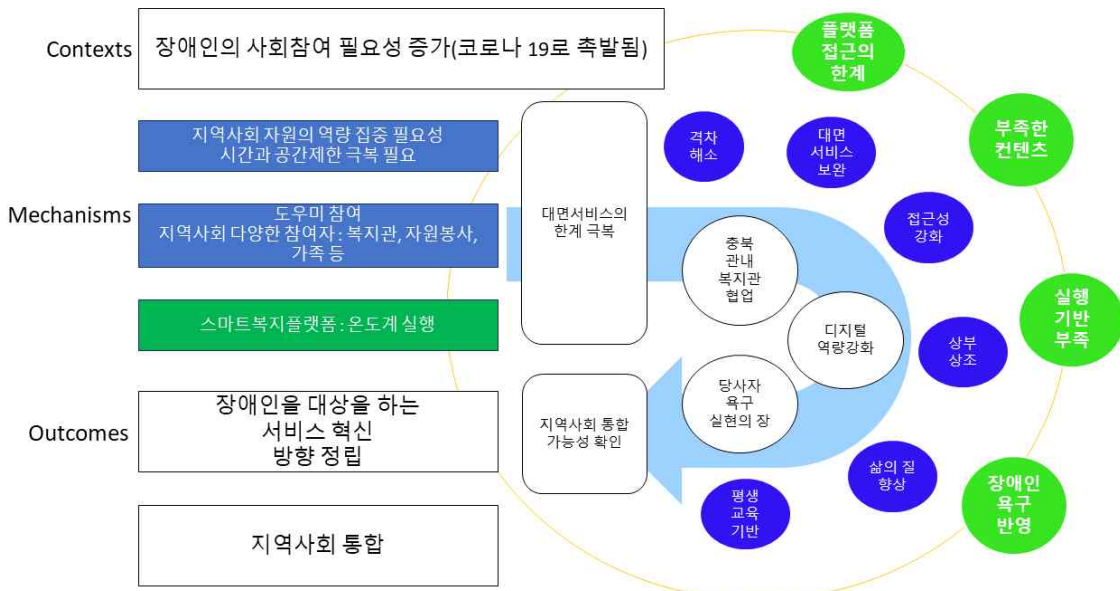 Contexts
장애인의 사회참여 필요성 증가(코로나 19로 촉발됨)
지역사회 자원의 역량 집중 필요성
시간과 공간제한 극복 필요
Mechanisms
도우미 참여
지역사회 다양한 참여자 : 복지관, 자원봉사,
가족 등
스마트복지플랫폼 : 온도계 실행
Outcomes
장애인을 대상을 하는
서비스 혁신
방향 정립
지역사회 통합
대면서비스의
한계 극복
지역사회 통합
가능성 확인
충북
관내
복지관
협업
디지털
역량강화
당사자
욕구
실현의 장
격차
해소
대면
서비스
보완
접근성
강화
상부
상조
삶의 질
향상
평생
교육
기반
플랫폼
접근의
한계
부족한
컨텐츠
실행
기반
부족
장애인
욕구
반영